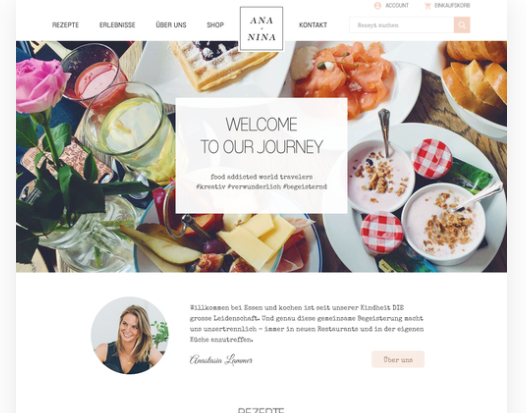 ACCOUNT
EINKAUFSKORB
REZEPTE
ERLEBNISSE
ÜBER UNS
SHOP
ANA
+
NINA
KONTAKT
Rezept suchen
WELCOME
TO OUR JOURNEY
food addicted world travelers
#kreativ #verwunderlich #begeisternd
Willkommen bei Essen und kochen ist seit unserer Kindheit DIE
grosse Leidenschaft. Und genau diese gemeinsame Begeisterung macht
uns unsertrennlich – immer in neuen Restaurants und in der eigenen
Küche anzutreffen.
Anastasia Lammer
Über uns
REZEPTE